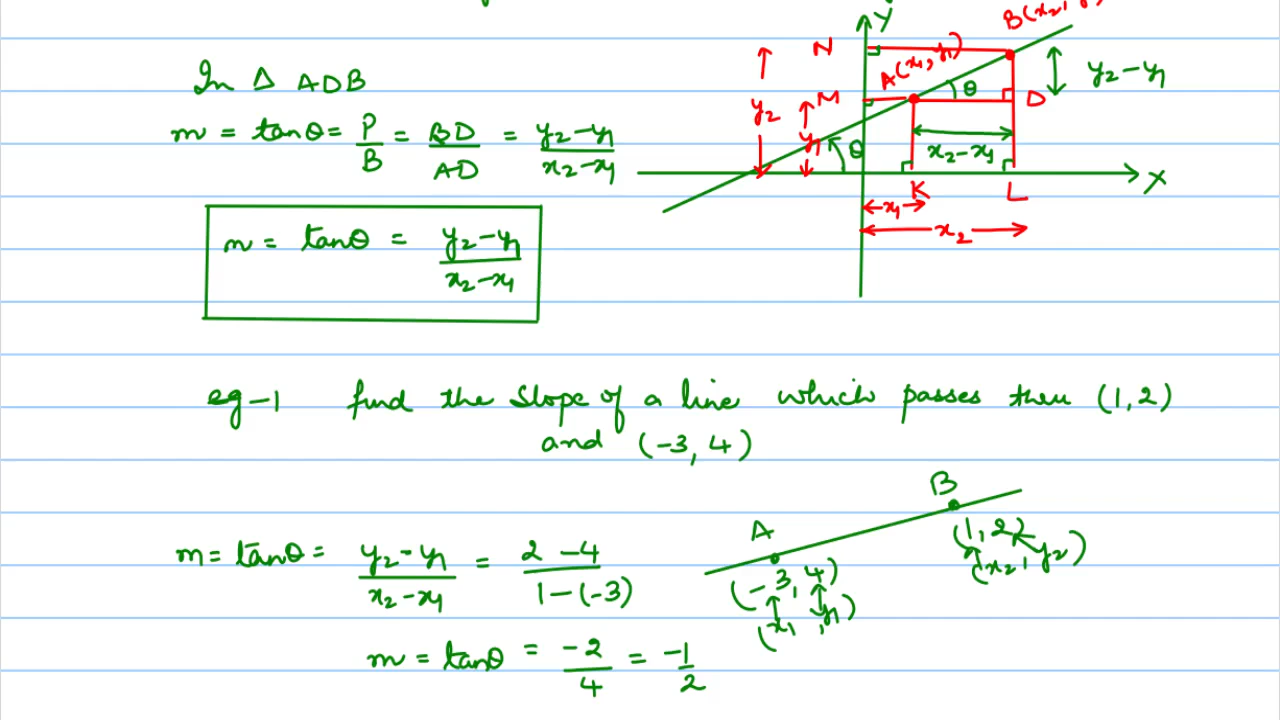 In Δ ADB
m = tanθ = P/B = BD/AD = y₂-y₁/x₂-x₁
m = tanθ = y₂-y₁/x₂-x₁
Y
B(x₂,
N
A(x₁, y₁)
θ
y₂-y₁
M
D
y₂
y₁
θ
x₂-x₁
X
K
L
x₁
x₂
eg-1 find the slope of a line which passes thru (1,2)
and (-3, 4)
m = tanθ = y₂-y₁/x₂-x₁ = 2-4/1-(-3)
A
B
(-3, 4)
(x₁, y₁)
(1, 2)
(x₂, y₂)
m = tanθ = -2/4 = -1/2